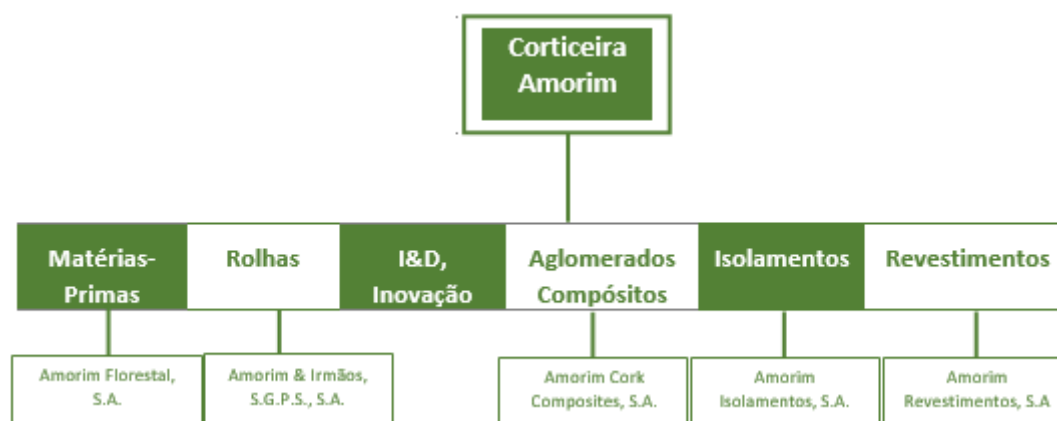 Corticeira
Amorim
Matérias-
Primas
Rolhas
I&D,
Inovação
Aglomerados
Compósitos
Isolamentos
Revestimentos
Amorim Florestal,
S.A.
Amorim & Irmãos,
S.G.P.S., S.A.
Amorim Cork
Composites, S.A.
Amorim
Isolamentos, S.A.
Amorim
Revestimentos, S.A